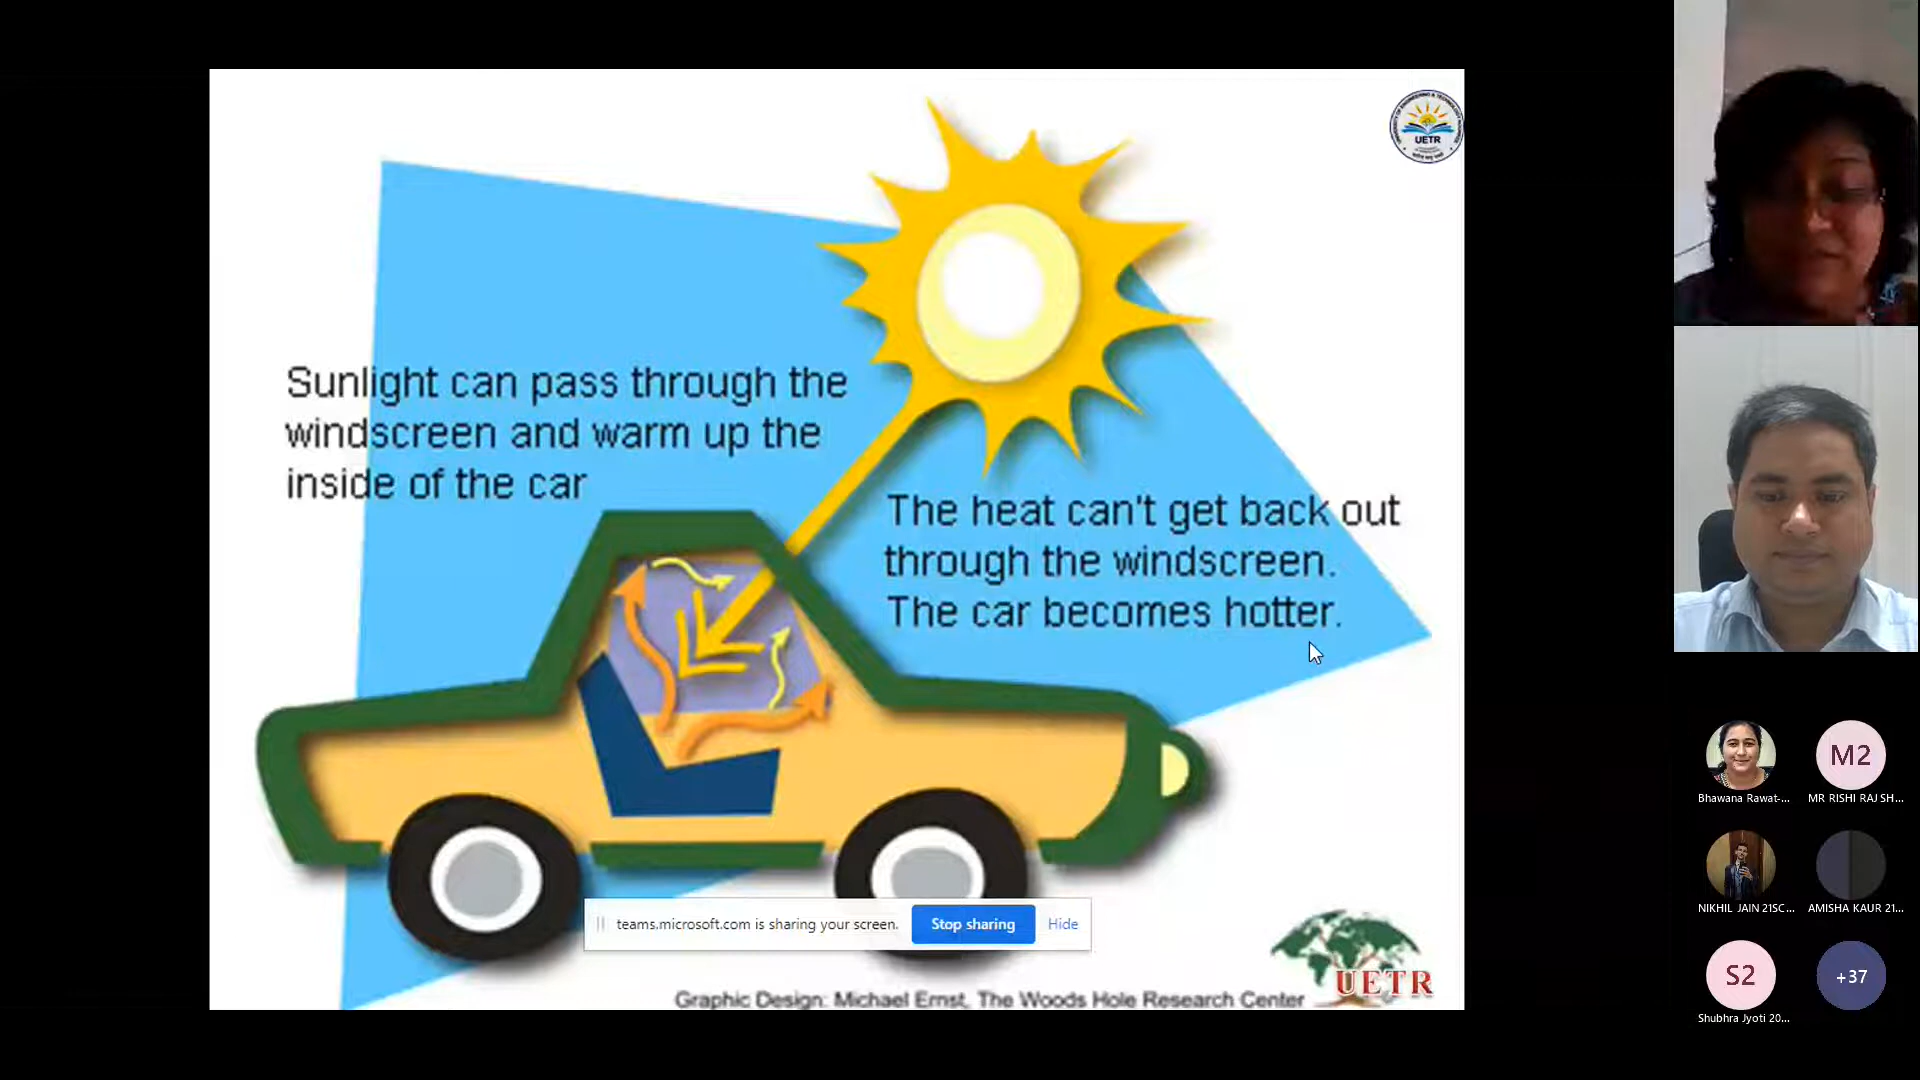 UETR
Sunlight can pass through the
windscreen and warm up the
inside of the car
The heat can't get back out
through the windscreen.
The car becomes hotter.
teams.microsoft.com is sharing your screen.
Stop sharing
Hide
UETR
Graphic Design: Michael Ernst, The Woods Hole Research Center
Bhawana Rawat-...
M2
MR RISHI RAJ SH...
NIKHIL JAIN 21SC...
AMISHA KAUR 21...
S2
Shubhra Jyoti 20...
+37